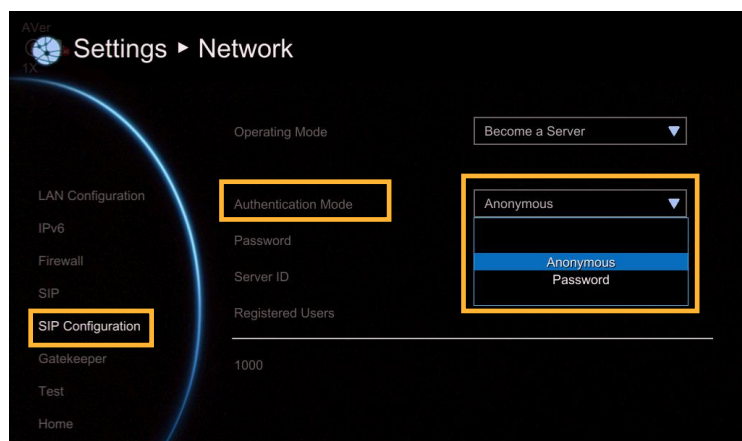 AVer
Settings ► Network
1X
Operating Mode
Become a Server ▼
LAN Configuration
Authentication Mode
Anonymous ▼
IPv6
Password
Anonymous
Firewall
Server ID
Password
SIP
Registered Users
SIP Configuration
Gatekeeper
1000
Test
Home